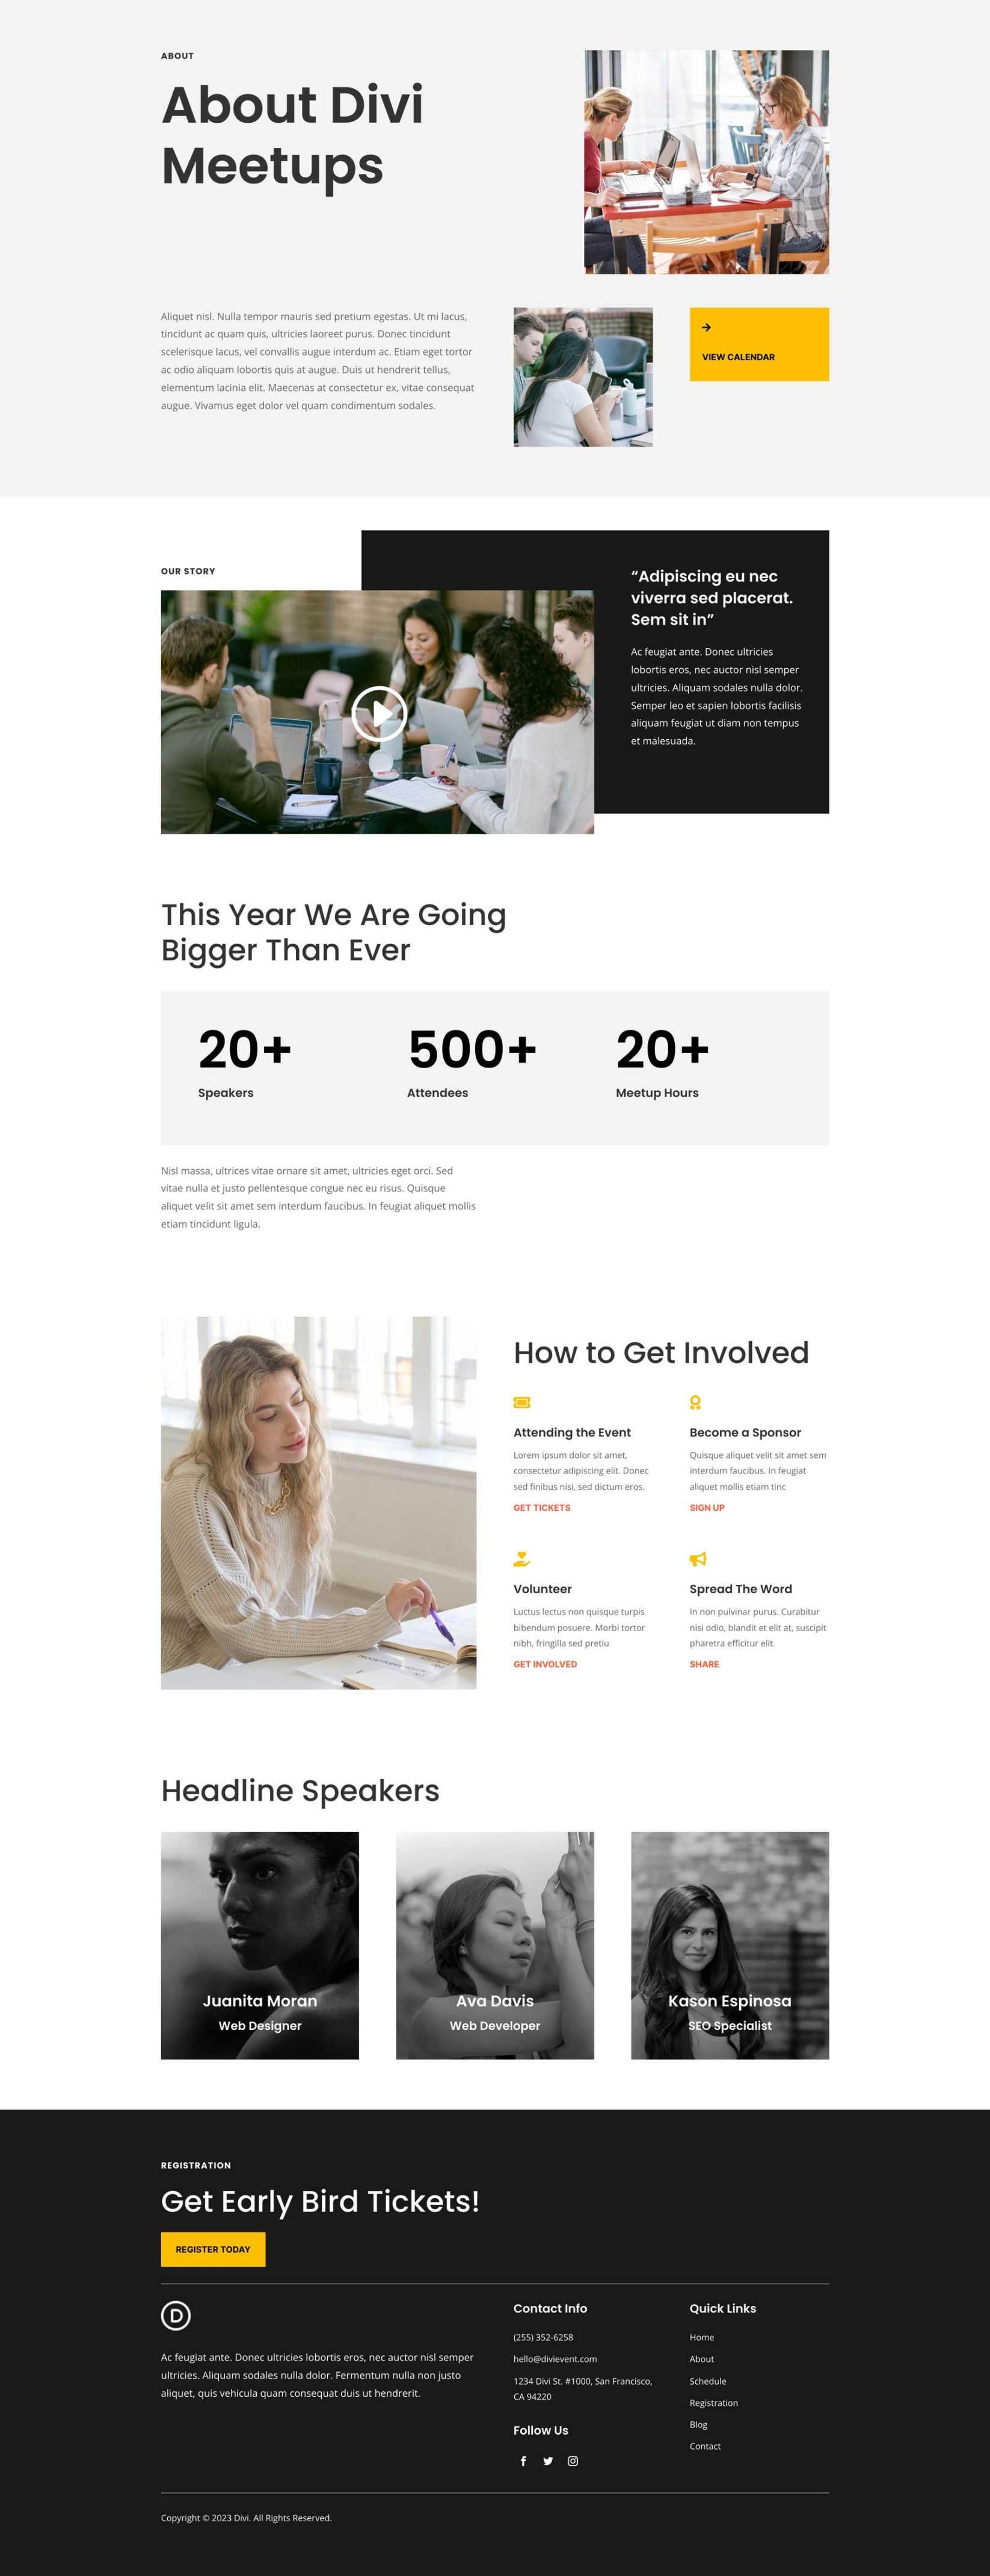 ABOUT
About Divi
Meetups
Aliquet nisl. Nulla tempor mauris sed pretium egestas. Ut mi lacus,
tincidunt ac quam quis, ultricies laoreet purus. Donec tincidunt
scelerisque lacus, vel convallis augue interdum ac. Etiam eget tortor
ac odio aliquam lobortis quis at augue. Duis ut hendrerit tellus,
elementum lacinia elit. Maecenas at consectetur ex, vitae consequat
augue. Vivamus eget dolor vel quam condimentum sodales.
VIEW CALENDAR
OUR STORY
“Adipiscing eu nec
viverra sed placerat.
Sem sit in”
Ac feugiat ante. Donec ultricies
lobortis eros, nec auctor nisl semper
ultricies. Aliquam sodales nulla dolor.
Semper leo et sapien lobortis facilisis
aliquam feugiat ut diam non tempus
et malesuada.
This Year We Are Going
Bigger Than Ever
20+
Speakers
500+
Attendees
20+
Meetup Hours
Nisl massa, ultrices vitae ornare sit amet, ultricies eget orci. Sed
vitae nulla et justo pellentesque congue nec eu risus. Quisque
aliquet velit sit amet sem interdum faucibus. In feugiat aliquet mollis
etiam tincidunt ligula.
How to Get Involved
Attending the Event
Lorem ipsum dolor sit amet,
consectetur adipiscing elit. Donec
sed finibus nisi, sed dictum eros.
GET TICKETS
Become a Sponsor
Quisque aliquet velit sit amet sem
interdum faucibus. In feugiat
aliquet mollis etiam tinc
SIGN UP
Volunteer
Luctus lectus non quisque turpis
bibendum posuere. Morbi tortor
nibh, fringilla sed pretiu
GET INVOLVED
Spread The Word
In non pulvinar purus. Curabitur
nisi odio, blandit et elit at, suscipit
pharetra efficitur elit.
SHARE
Headline Speakers
Juanita Moran
Web Designer
Ava Davis
Web Developer
Kason Espinosa
SEO Specialist
REGISTRATION
Get Early Bird Tickets!
REGISTER TODAY
D
Ac feugiat ante. Donec ultricies lobortis eros, nec auctor nisl semper
ultricies. Aliquam sodales nulla dolor. Fermentum nulla non justo
aliquet, quis vehicula quam consequat duis ut hendrerit.
Contact Info
(255) 352-6258
hello@divievent.com
1234 Divi St. #1000, San Francisco,
CA 94220
Follow Us
Quick Links
Home
About
Schedule
Registration
Blog
Contact
Copyright © 2023 Divi. All Rights Reserved.